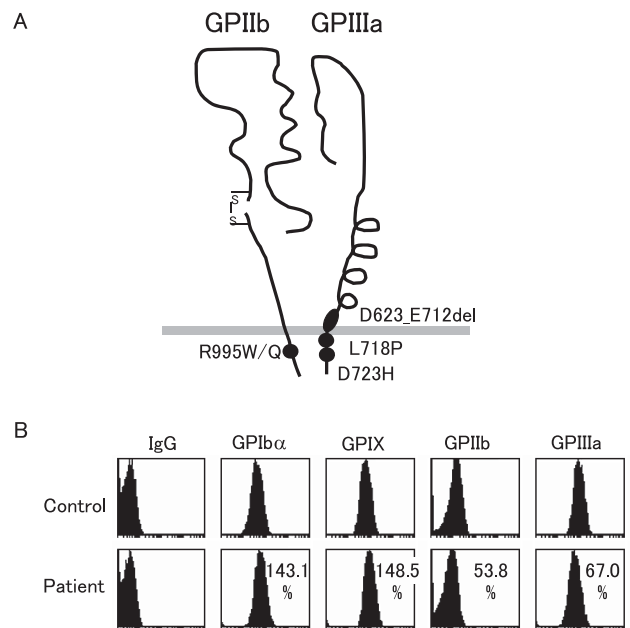 A
GPIIb GPIIIa
S
S
D623_E712del
R995W/Q
L718P
D723H
B
IgG GPIbα GPIX GPIIb GPIIIa
Control
Patient
143.1 % 148.5 % 53.8 % 67.0 %